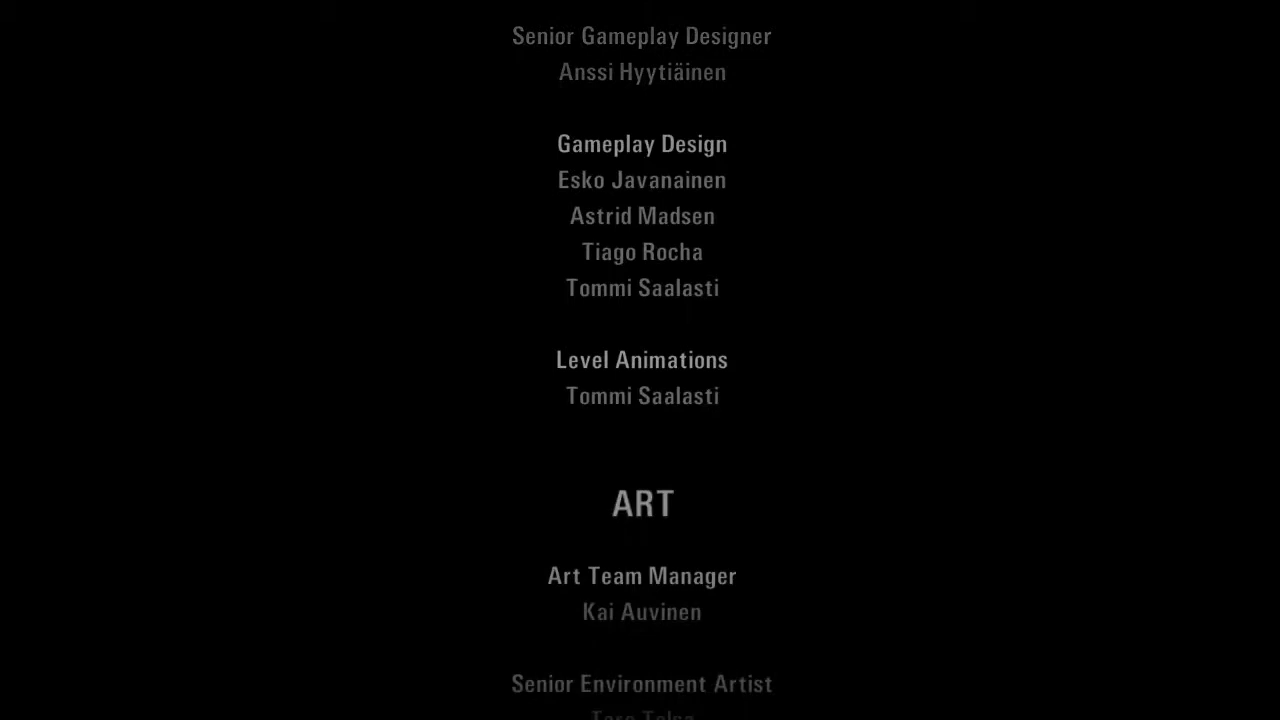 Senior Gameplay Designer
Anssi Hyytiäinen
Gameplay Design
Esko Javanainen
Astrid Madsen
Tiago Rocha
Tommi Saalasti
Level Animations
Tommi Saalasti
ART
Art Team Manager
Kai Auvinen
Senior Environment Artist